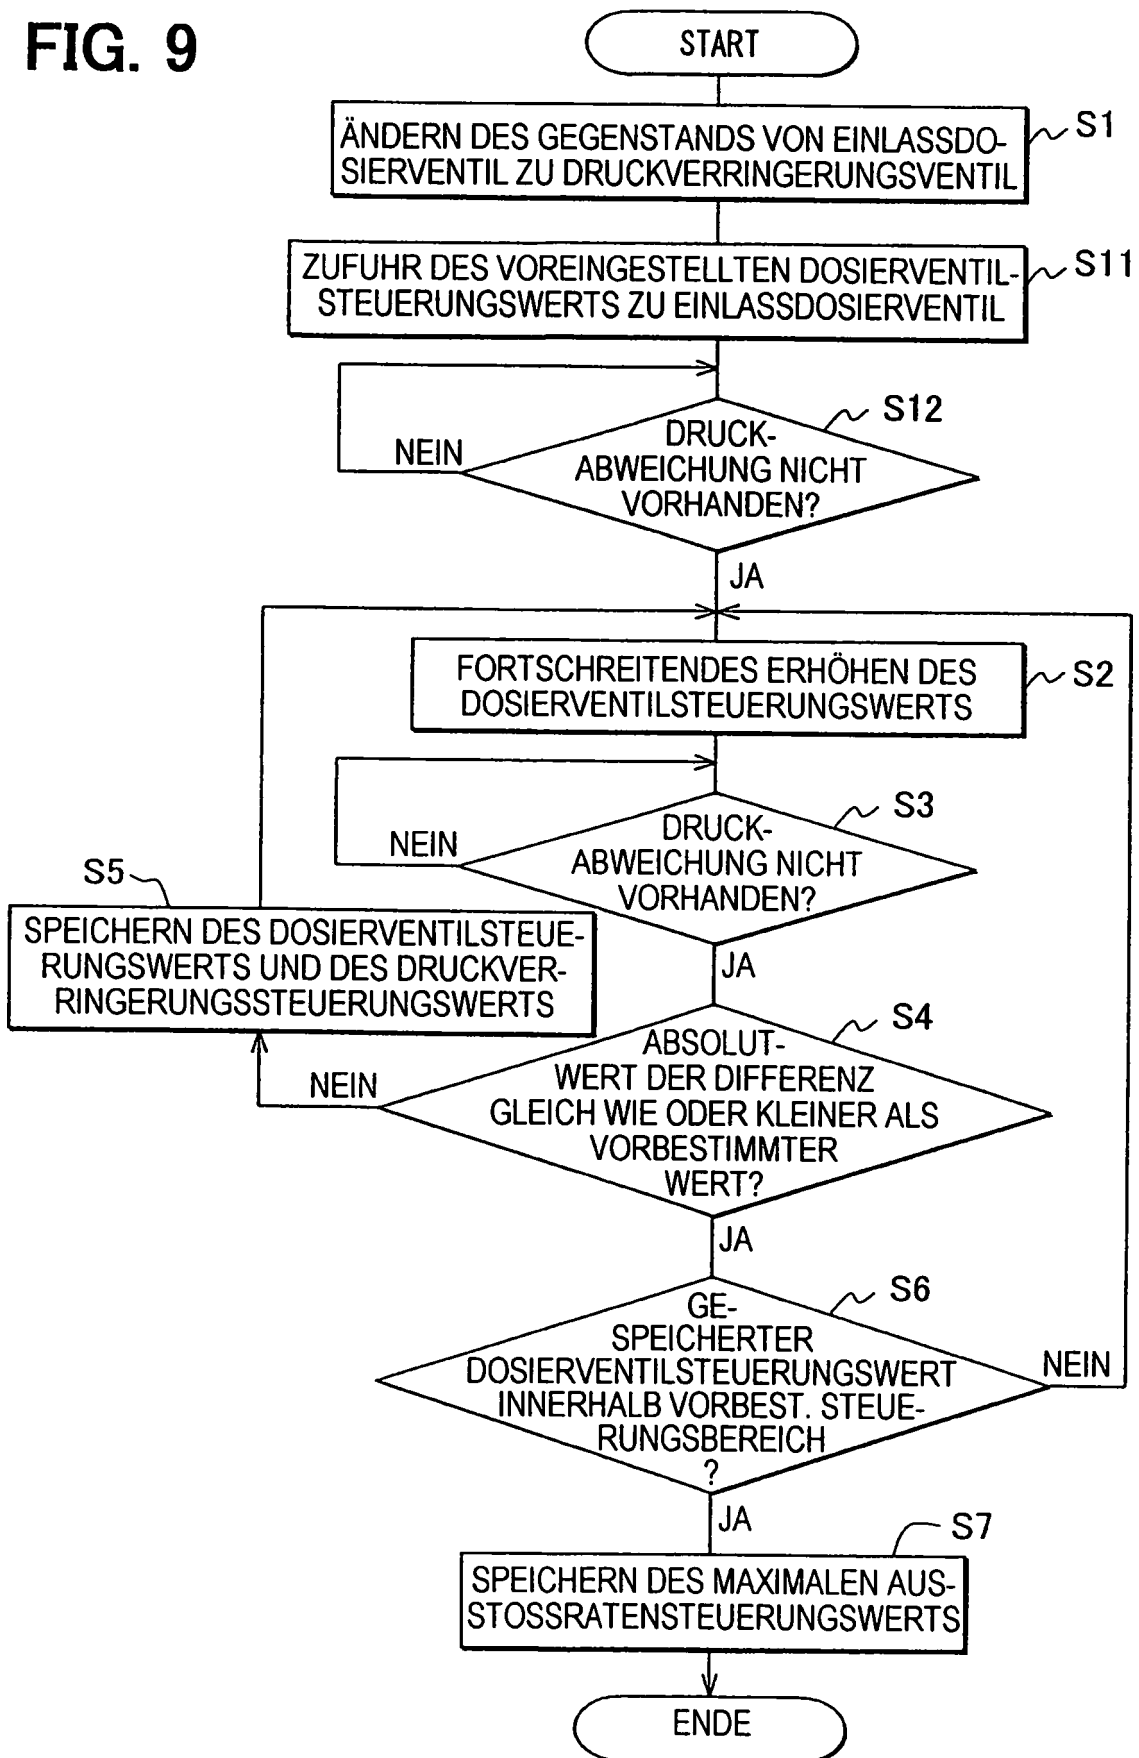 FIG. 9
START
ÄNDERN DES GEGENSTANDS VON EINLASSDO-
SIERVENTIL ZU DRUCKVERRINGERUNGSVENTIL
S1
ZUFUHR DES VOREINGESTELLTEN DOSIERVENTIL-
STEUERUNGSWERTS ZU EINLASSDOSIERVENTIL
S11
S12
DRUCK-
ABWEICHUNG NICHT
VORHANDEN?
NEIN
JA
FORTSCHREITENDES ERHÖHEN DES
DOSIERVENTILSTEUERUNGSWERTS
S2
S3
DRUCK-
ABWEICHUNG NICHT
VORHANDEN?
NEIN
JA
S5
SPEICHERN DES DOSIERVENTILSTEUE-
RUNGSWERTS UND DES DRUCKVER-
RINGERUNGSSTEUERUNGSWERTS
S4
ABSOLUT-
WERT DER DIFFERENZ
GLEICH WIE ODER KLEINER ALS
VORBESTIMMTER
WERT?
NEIN
JA
S6
GE-
SPEICHERTER
DOSIERVENTILSTEUERUNGSWERT
INNERHALB VORBEST. STEUE-
RUNGSBEREICH
?
NEIN
JA
S7
SPEICHERN DES MAXIMALEN AUS-
STOSSRATENSTEUERUNGSWERTS
ENDE